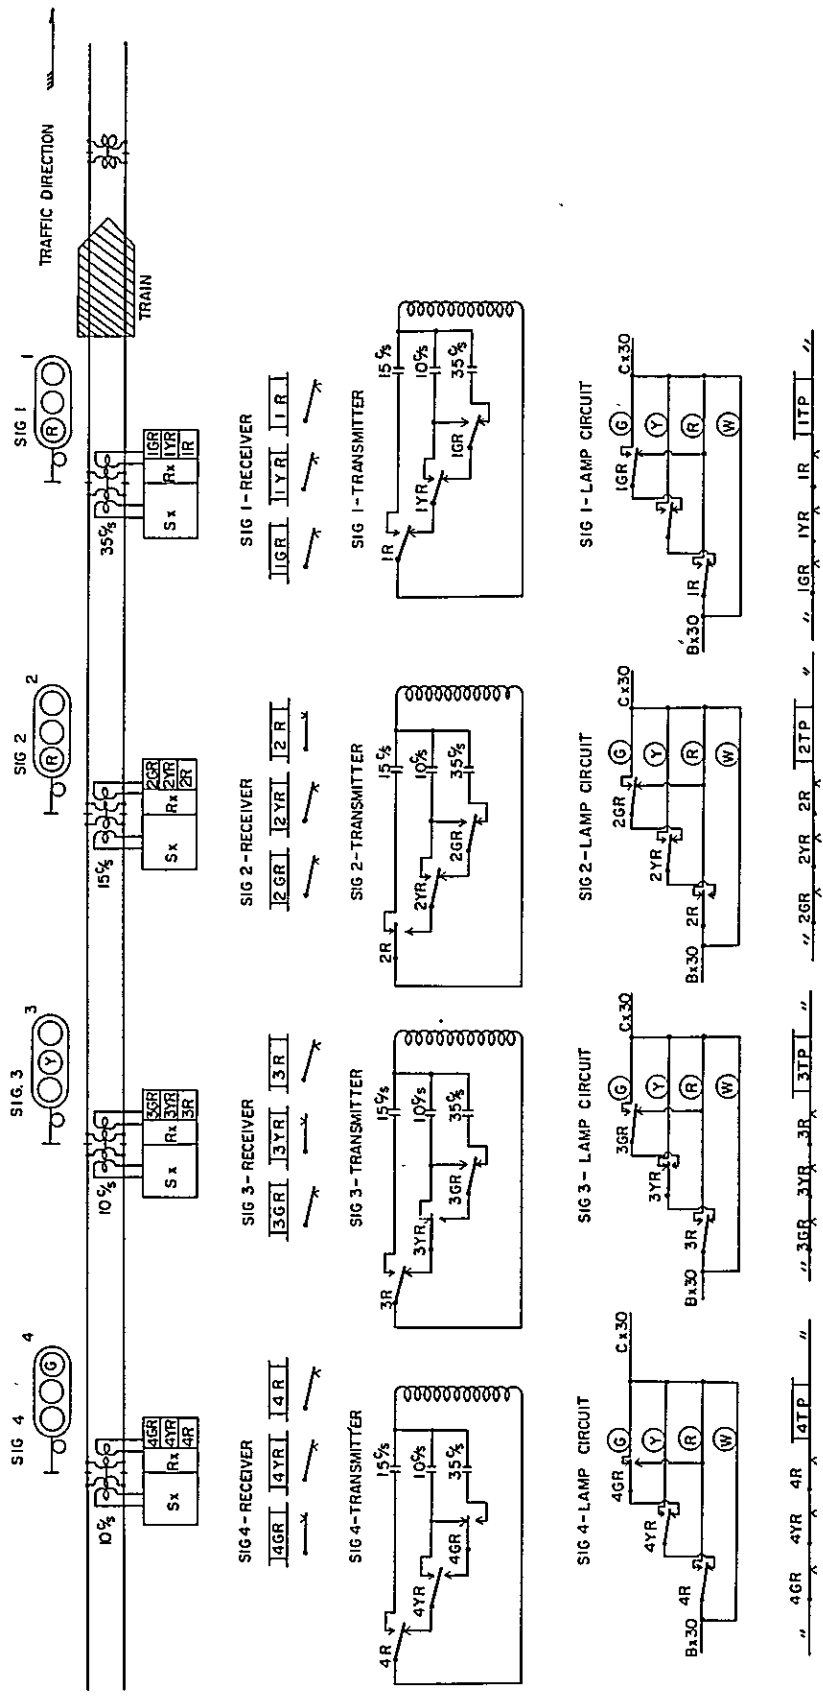 TRAFFIC DIRECTION
TRAIN
SIG 4
4
SIG. 3
3
SIG 2
2
SIG 1
1
G
Y
R
R
10 C/s
10 C/s
15 C/s
35 C/s
Sx Rx 4GR 4YR 4R
Sx Rx 3GR 3YR 3R
Sx Rx 2GR 2YR 2R
Sx Rx 1GR 1YR 1R
SIG 4-RECEIVER
4GR 4YR 4R
SIG 3-RECEIVER
3GR 3YR 3R
SIG 2-RECEIVER
2GR 2YR 2R
SIG 1-RECEIVER
1GR 1YR 1R
SIG 4-TRANSMITTER
4R
4YR
4GR
15 C/s
10 C/s
35 C/s
SIG 3-TRANSMITTER
3R
3YR
3GR
15 C/s
10 C/s
35 C/s
SIG 2-TRANSMITTER
2R
2YR
2GR
15 C/s
10 C/s
35 C/s
SIG 1-TRANSMITTER
1R
1YR
1GR
15 C/s
10 C/s
35 C/s
SIG 4-LAMP CIRCUIT
Bx30
4R
4YR
4GR
G
Y
R
W
Cx30
SIG 3- LAMP CIRCUIT
Bx30
3R
3YR
3GR
G
Y
R
W
Cx30
SIG 2-LAMP CIRCUIT
Bx30
2R
2YR
2GR
G
Y
R
W
Cx30
SIG 1-LAMP CIRCUIT
Bx30
1R
1GR
G
Y
R
W
Cx30
" 4GR 4YR 4R 4TP "
" 3GR 3YR 3R 3TP "
" 2GR 2YR 2R 2TP "
" 1GR 1YR 1R 1TP "